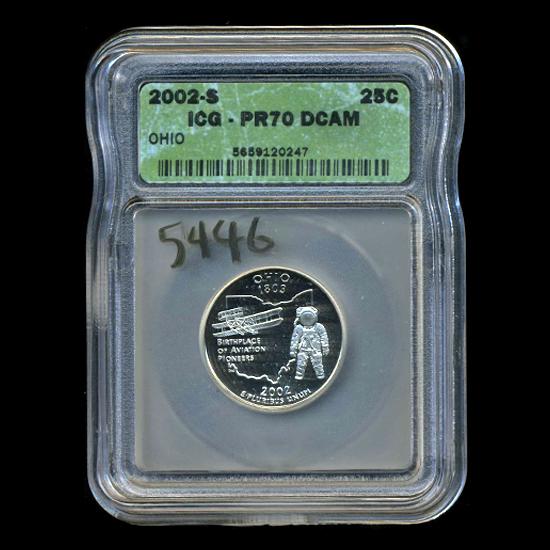 2002-S 25C
ICG - PR70 DCAM
OHIO
5659120247
5446
OHIO
1803
BIRTHPLACE
OF AVIATION
PIONEERS
2002
E PLURIBUS UNUM